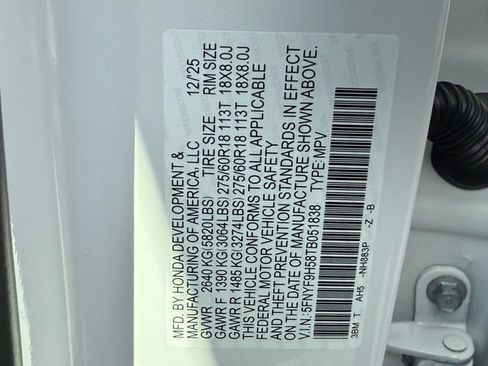 MFD. BY HONDA DEVELOPMENT &
MANUFACTURING OF AMERICA, LLC 12/25
GVWR 2640 KG(5820LBS) TIRE SIZE RIM SIZE
GAWR F 1390 KG(3064LBS) 275/60R18 113T 18X8.0J
GAWR R 1485 KG(3274LBS) 275/60R18 113T 18X8.0J
THIS VEHICLE CONFORMS TO ALL APPLICABLE
FEDERAL MOTOR VEHICLE SAFETY
AND THEFT PREVENTION STANDARDS IN EFFECT
ON THE DATE OF MANUFACTURE SHOWN ABOVE.
V.I.N: 5FNYF9H58TB051838 TYPE: MPV
3BM T AH5 -NH883P -Z -B